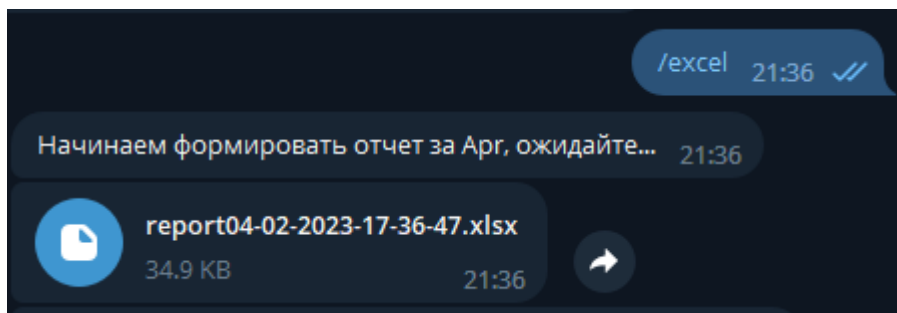 /excel 21:36
Начинаем формировать отчет за Apr, ожидайте... 21:36
report04-02-2023-17-36-47.xlsx
34.9 KB 21:36